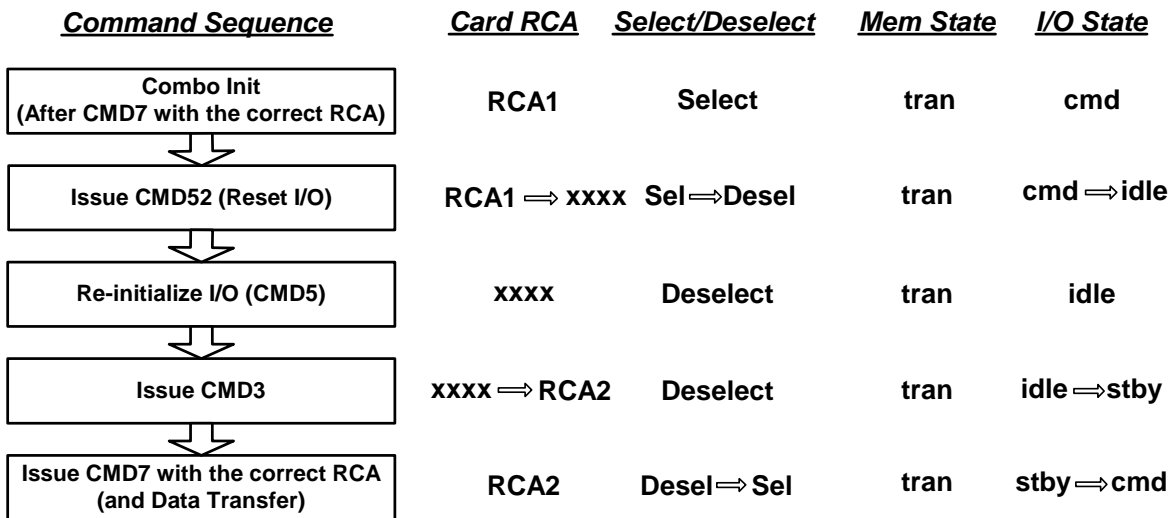 Command Sequence Card RCA Select/Deselect Mem State I/O State
Combo Init
(After CMD7 with the correct RCA) RCA1 Select tran cmd
Issue CMD52 (Reset I/O) RCA1 ⇒ xxxx Sel⇒Desel tran cmd ⇒idle
Re-initialize I/O (CMD5) xxxx Deselect tran idle
Issue CMD3 xxxx ⇒ RCA2 Deselect tran idle ⇒stby
Issue CMD7 with the correct RCA
(and Data Transfer) RCA2 Desel⇒ Sel tran stby ⇒ cmd